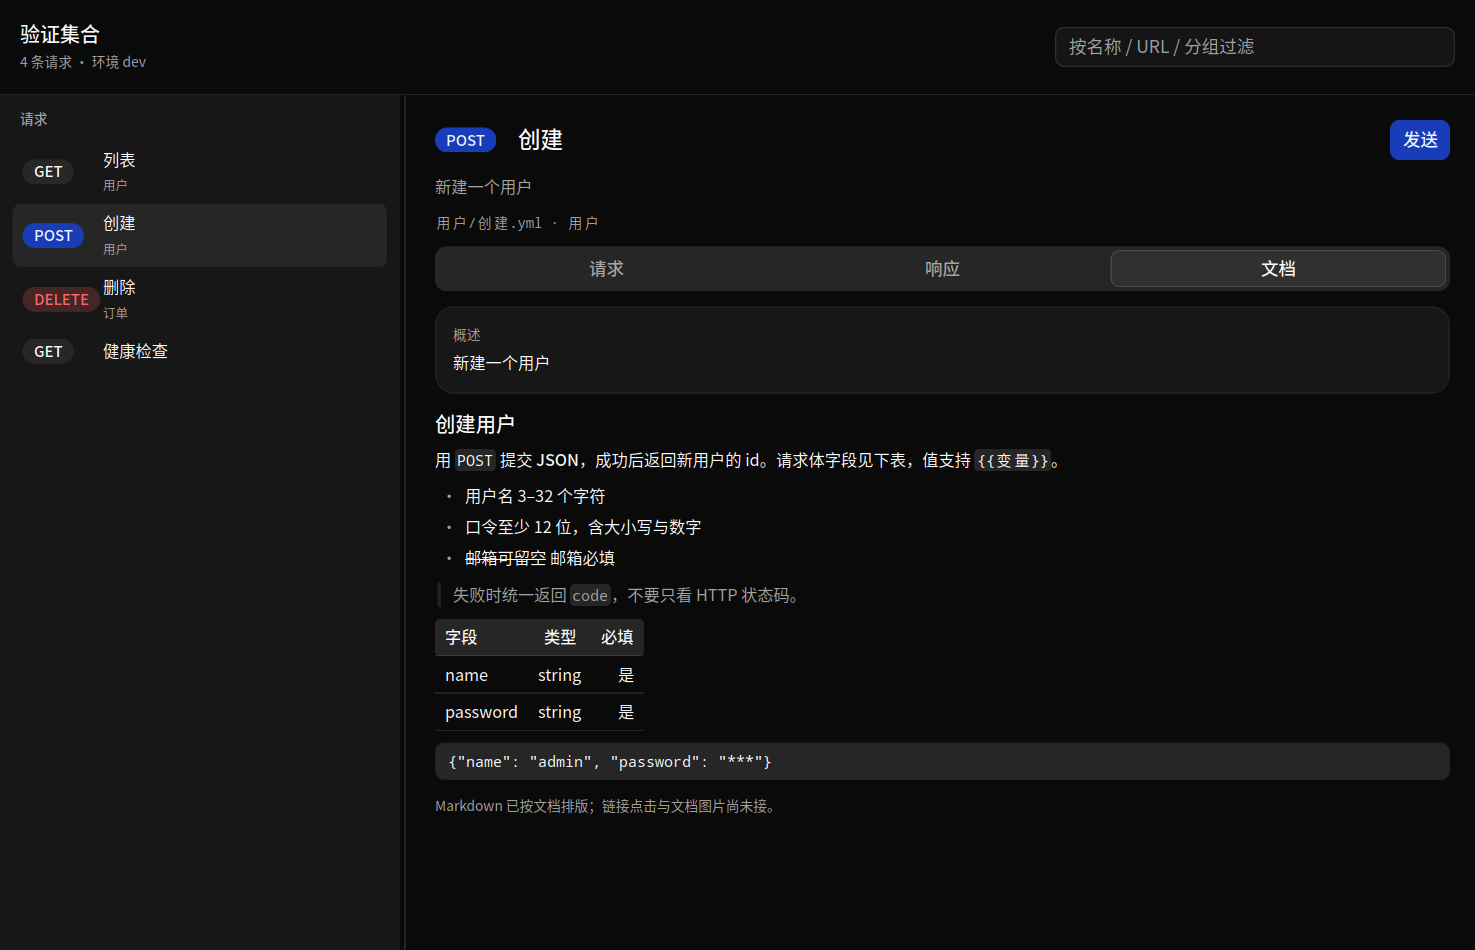 验证集合
4 条请求 · 环境 dev
按名称 / URL / 分组过滤
请求
GET 列表
用户
POST 创建
用户
DELETE 删除
订单
GET 健康检查
POST 创建
发送
新建一个用户
用户/创建.yml · 用户
请求 响应 文档
概述
新建一个用户
创建用户
用 POST 提交 JSON，成功后返回新用户的 id。请求体字段见下表，值支持 {{变量}}。
· 用户名 3–32 个字符
· 口令至少 12 位，含大小写与数字
· 邮箱可留空 邮箱必填
失败时统一返回 code，不要只看 HTTP 状态码。
字段 类型 必填
name string 是
password string 是
{"name": "admin", "password": "***"}
Markdown 已按文档排版；链接点击与文档图片尚未接。